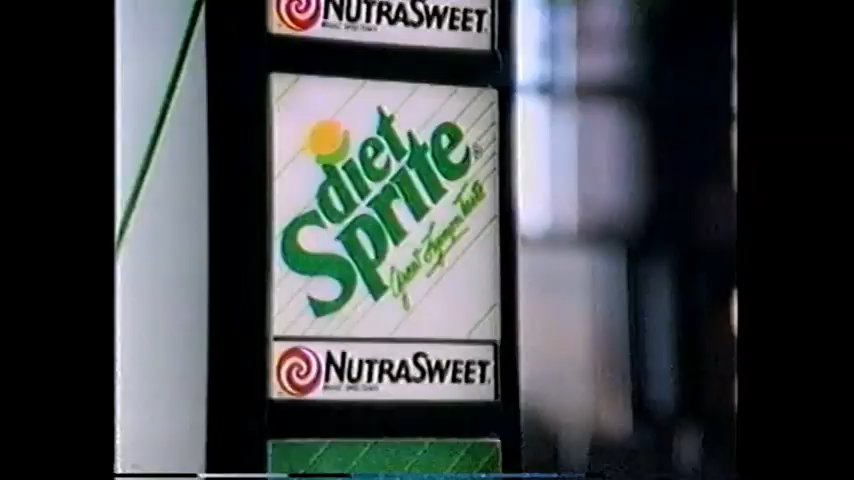 NUTRASWEET
diet
Sprite
Great Lymon Taste
NUTRASWEET